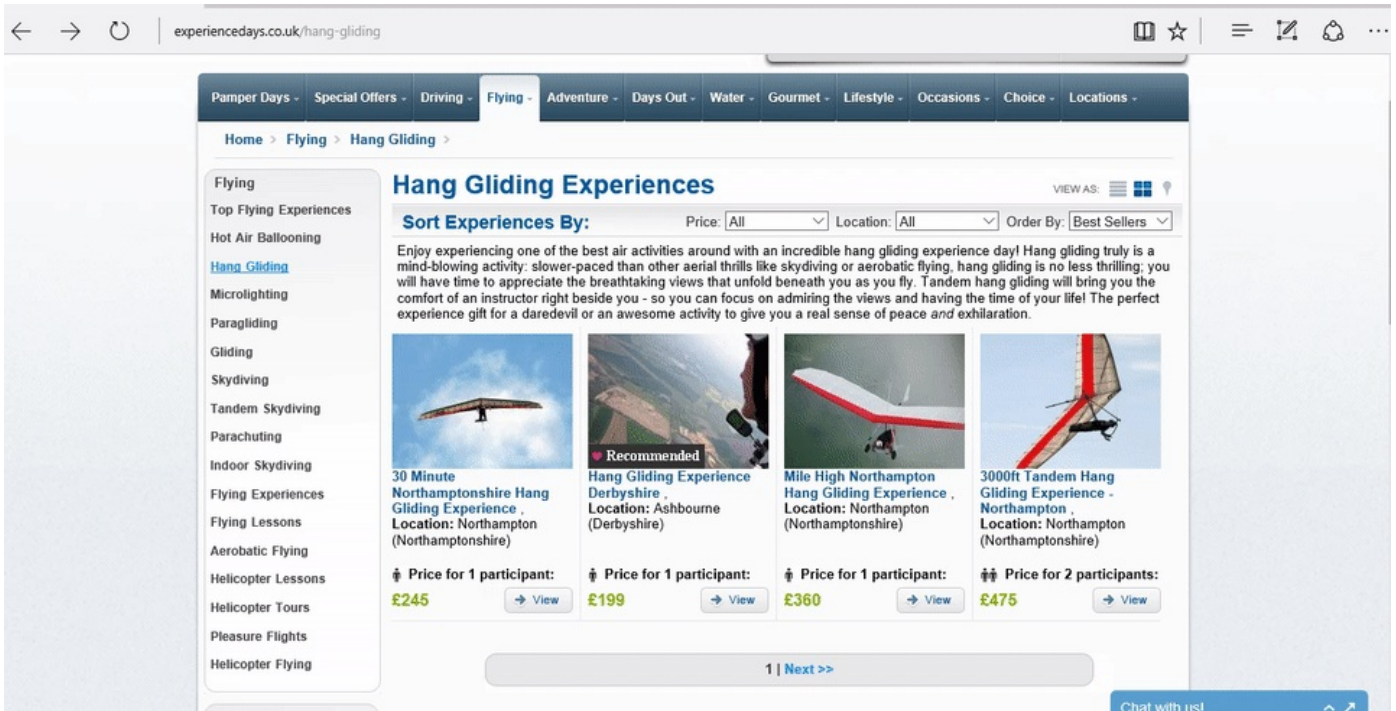 experiencedays.co.uk/hang-gliding
Pamper Days Special Offers Driving Flying Adventure Days Out Water Gourmet Lifestyle Occasions Choice Locations
Home > Flying > Hang Gliding >
Flying
Top Flying Experiences
Hot Air Ballooning
Hang Gliding
Microlighting
Paragliding
Gliding
Skydiving
Tandem Skydiving
Parachuting
Indoor Skydiving
Flying Experiences
Flying Lessons
Aerobatic Flying
Helicopter Lessons
Helicopter Tours
Pleasure Flights
Helicopter Flying
Hang Gliding Experiences
VIEW AS:
Sort Experiences By: Price: All Location: All Order By: Best Sellers
Enjoy experiencing one of the best air activities around with an incredible hang gliding experience day! Hang gliding truly is a
mind-blowing activity: slower-paced than other aerial thrills like skydiving or aerobatic flying, hang gliding is no less thrilling; you
will have time to appreciate the breathtaking views that unfold beneath you as you fly. Tandem hang gliding will bring you the
comfort of an instructor right beside you - so you can focus on admiring the views and having the time of your life! The perfect
experience gift for a daredevil or an awesome activity to give you a real sense of peace and exhilaration.
30 Minute
Northamptonshire Hang
Gliding Experience ,
Location: Northampton
(Northamptonshire)
Price for 1 participant:
£245
View
Recommended
Hang Gliding Experience
Derbyshire ,
Location: Ashbourne
(Derbyshire)
Price for 1 participant:
£199
View
Mile High Northampton
Hang Gliding Experience ,
Location: Northampton
(Northamptonshire)
Price for 1 participant:
£360
View
3000ft Tandem Hang
Gliding Experience -
Northampton ,
Location: Northampton
(Northamptonshire)
Price for 2 participants:
£475
View
1 | Next >>
Chat with us!